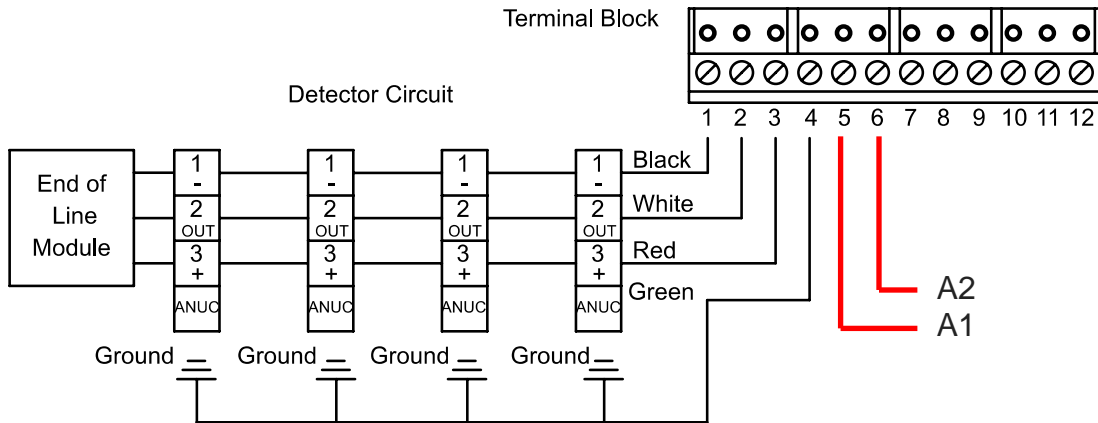 Terminal Block
1 2 3 4 5 6 7 8 9 10 11 12
Detector Circuit
End of
Line
Module
1
-
2
OUT
3
+
ANUC
1
-
2
OUT
3
+
ANUC
1
-
2
OUT
3
+
ANUC
1
-
2
OUT
3
+
ANUC
Black
White
Red
Green
A2
A1
Ground
Ground
Ground
Ground